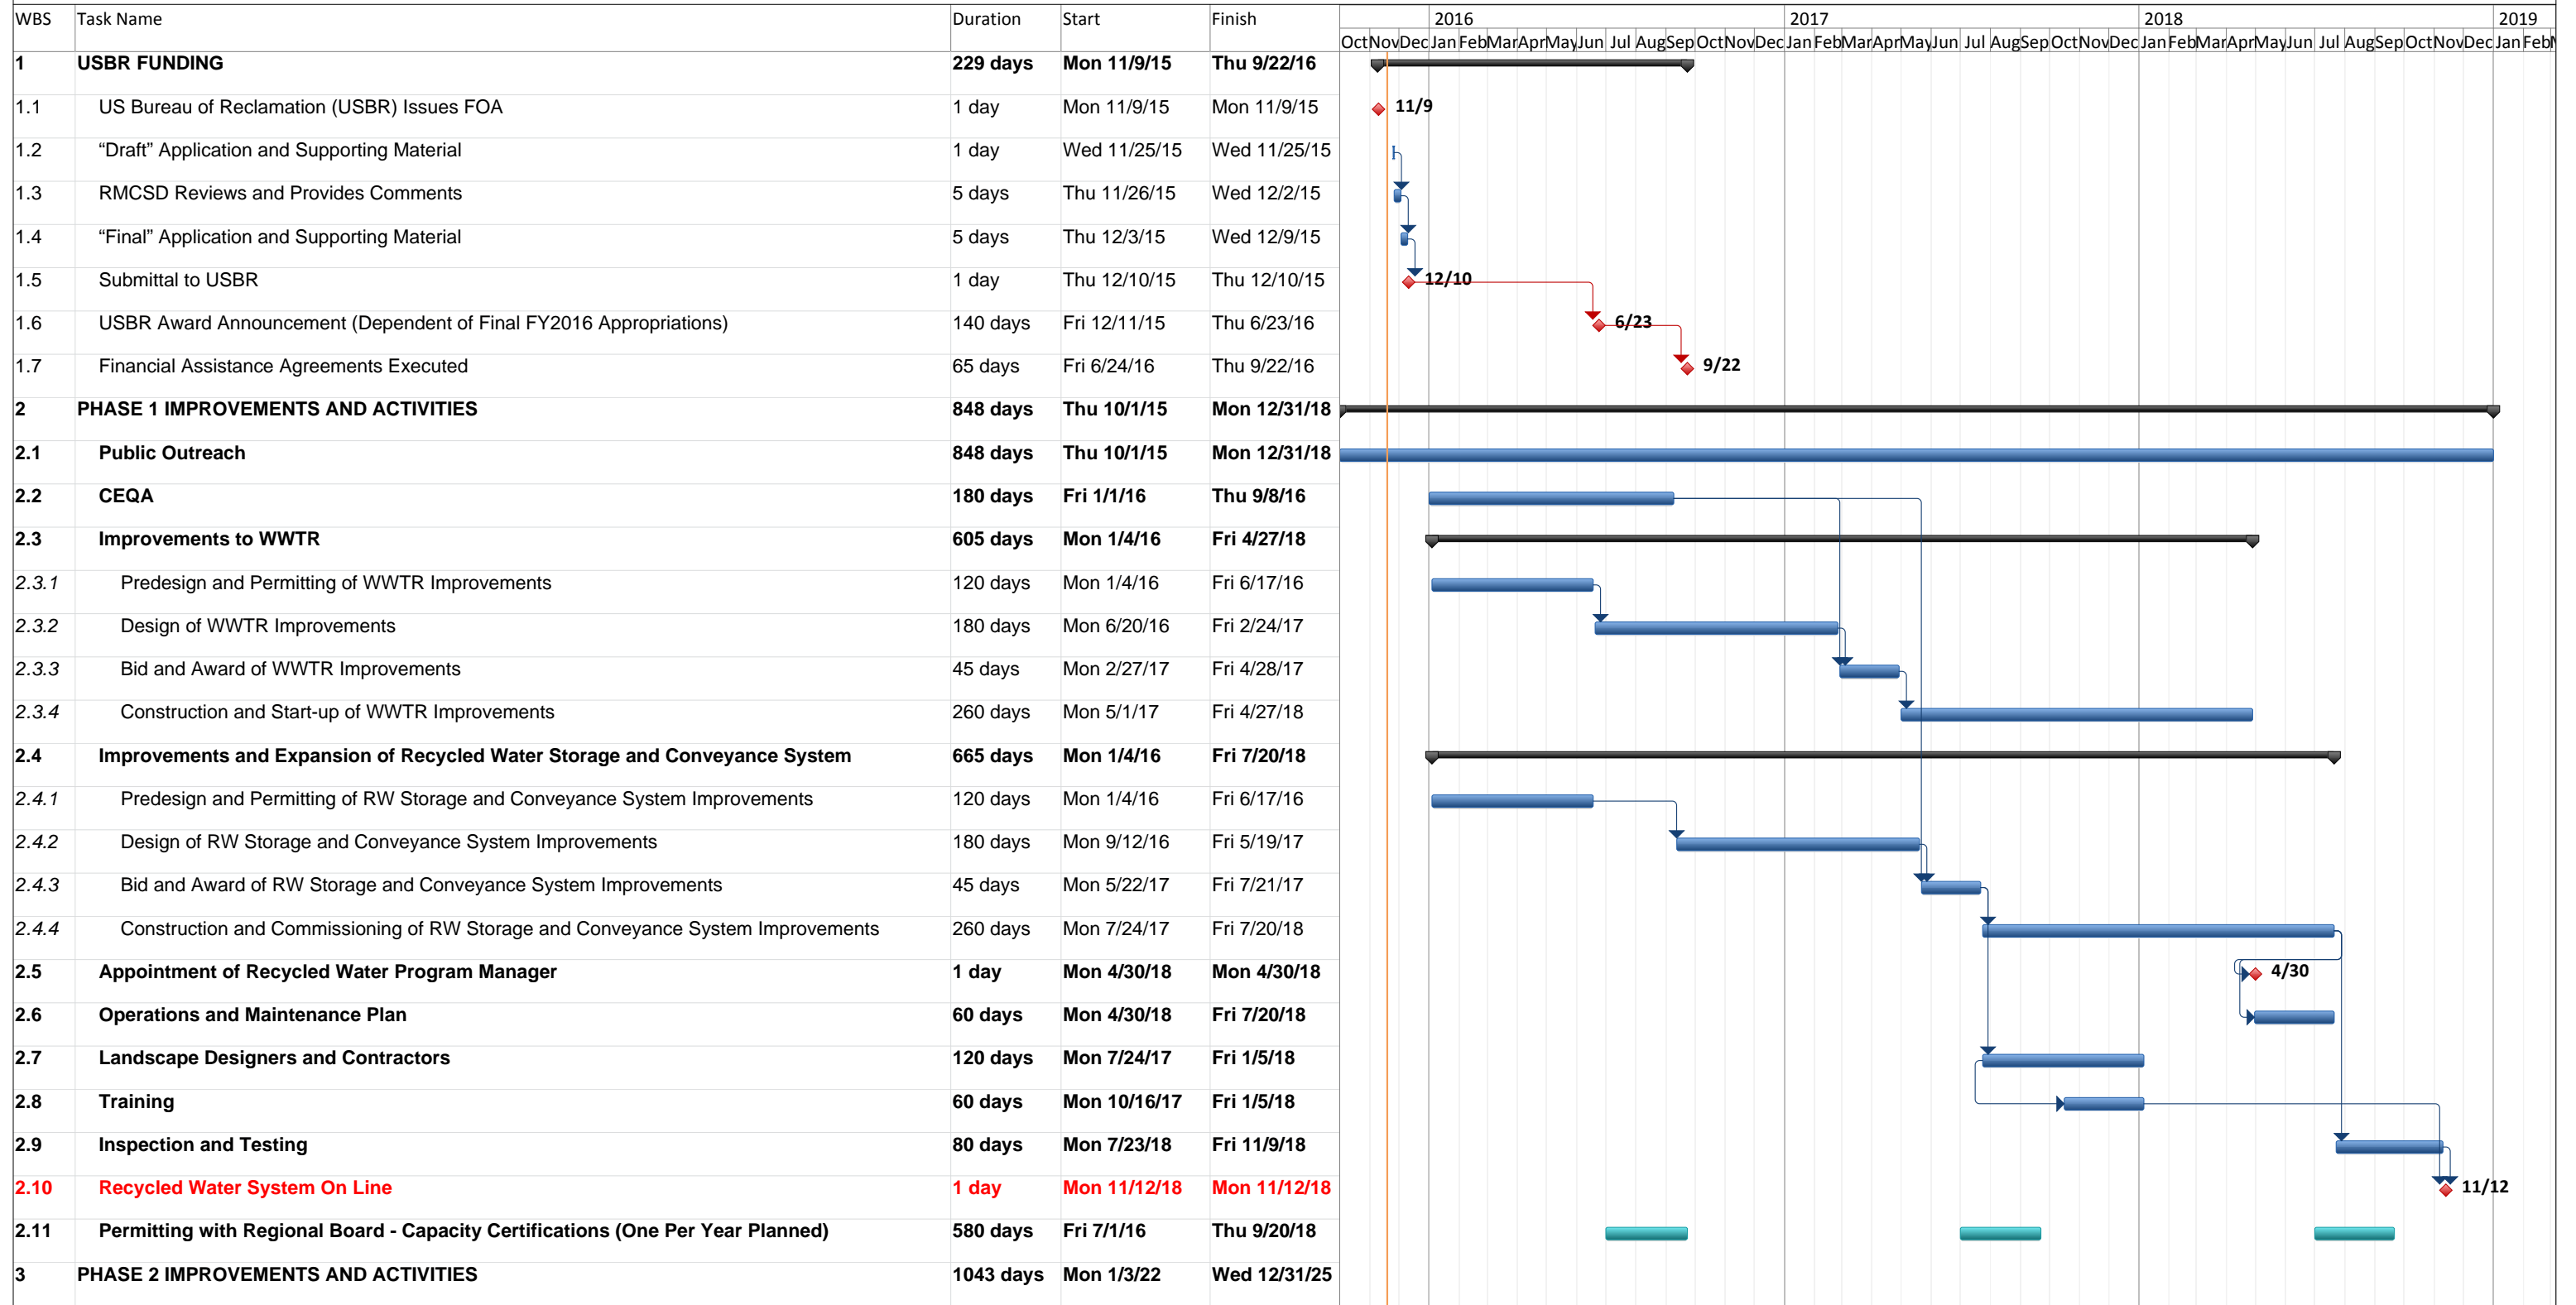 WBS Task Name Duration Start Finish 2016 2017 2018 2019
Oct Nov Dec Jan Feb Mar Apr May Jun Jul Aug Sep Oct Nov Dec Jan Feb Mar Apr May Jun Jul Aug Sep Oct Nov Dec Jan Feb Mar Apr May Jun Jul Aug Sep Oct Nov Dec Jan Feb
1 USBR FUNDING 229 days Mon 11/9/15 Thu 9/22/16
1.1 US Bureau of Reclamation (USBR) Issues FOA 1 day Mon 11/9/15 Mon 11/9/15 11/9
1.2 “Draft” Application and Supporting Material 1 day Wed 11/25/15 Wed 11/25/15
1.3 RMCSD Reviews and Provides Comments 5 days Thu 11/26/15 Wed 12/2/15
1.4 “Final” Application and Supporting Material 5 days Thu 12/3/15 Wed 12/9/15
1.5 Submittal to USBR 1 day Thu 12/10/15 Thu 12/10/15 12/10
1.6 USBR Award Announcement (Dependent of Final FY2016 Appropriations) 140 days Fri 12/11/15 Thu 6/23/16 6/23
1.7 Financial Assistance Agreements Executed 65 days Fri 6/24/16 Thu 9/22/16 9/22
2 PHASE 1 IMPROVEMENTS AND ACTIVITIES 848 days Thu 10/1/15 Mon 12/31/18
2.1 Public Outreach 848 days Thu 10/1/15 Mon 12/31/18
2.2 CEQA 180 days Fri 1/1/16 Thu 9/8/16
2.3 Improvements to WWTR 605 days Mon 1/4/16 Fri 4/27/18
2.3.1 Predesign and Permitting of WWTR Improvements 120 days Mon 1/4/16 Fri 6/17/16
2.3.2 Design of WWTR Improvements 180 days Mon 6/20/16 Fri 2/24/17
2.3.3 Bid and Award of WWTR Improvements 45 days Mon 2/27/17 Fri 4/28/17
2.3.4 Construction and Start-up of WWTR Improvements 260 days Mon 5/1/17 Fri 4/27/18
2.4 Improvements and Expansion of Recycled Water Storage and Conveyance System 665 days Mon 1/4/16 Fri 7/20/18
2.4.1 Predesign and Permitting of RW Storage and Conveyance System Improvements 120 days Mon 1/4/16 Fri 6/17/16
2.4.2 Design of RW Storage and Conveyance System Improvements 180 days Mon 9/12/16 Fri 5/19/17
2.4.3 Bid and Award of RW Storage and Conveyance System Improvements 45 days Mon 5/22/17 Fri 7/21/17
2.4.4 Construction and Commissioning of RW Storage and Conveyance System Improvements 260 days Mon 7/24/17 Fri 7/20/18
2.5 Appointment of Recycled Water Program Manager 1 day Mon 4/30/18 Mon 4/30/18 4/30
2.6 Operations and Maintenance Plan 60 days Mon 4/30/18 Fri 7/20/18
2.7 Landscape Designers and Contractors 120 days Mon 7/24/17 Fri 1/5/18
2.8 Training 60 days Mon 10/16/17 Fri 1/5/18
2.9 Inspection and Testing 80 days Mon 7/23/18 Fri 11/9/18
2.10 Recycled Water System On Line 1 day Mon 11/12/18 Mon 11/12/18 11/12
2.11 Permitting with Regional Board - Capacity Certifications (One Per Year Planned) 580 days Fri 7/1/16 Thu 9/20/18
3 PHASE 2 IMPROVEMENTS AND ACTIVITIES 1043 days Mon 1/3/22 Wed 12/31/25